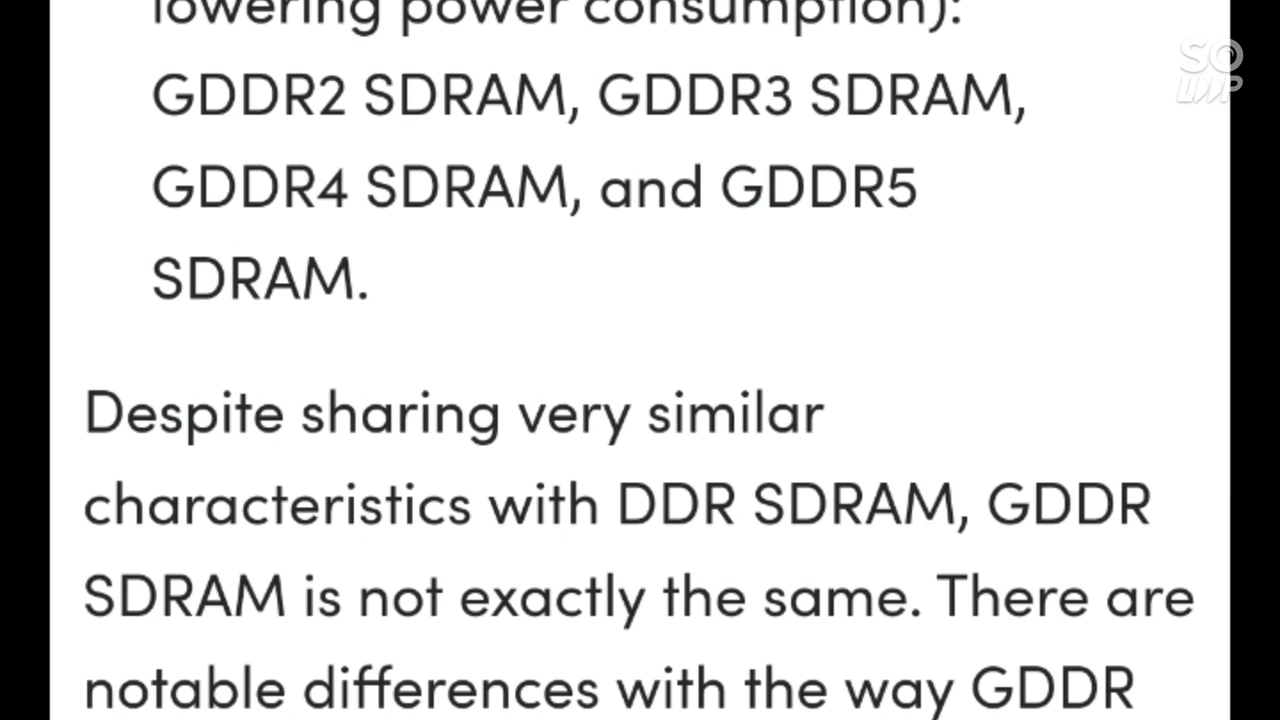 lowering power consumption):
GDDR2 SDRAM, GDDR3 SDRAM,
GDDR4 SDRAM, and GDDR5
SDRAM.
Despite sharing very similar
characteristics with DDR SDRAM, GDDR
SDRAM is not exactly the same. There are
notable differences with the way GDDR
SO